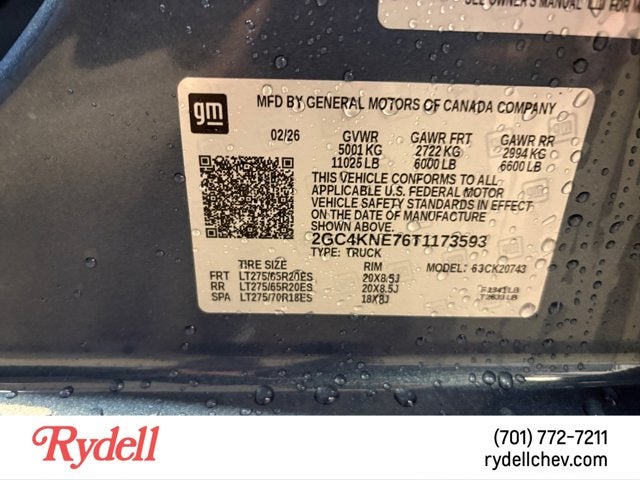 SEE OWNER'S MANUAL
FOR
gm
MFD BY GENERAL MOTORS OF CANADA COMPANY
02/26 GVWR GAWR FRT GAWR RR
5001 KG 2722 KG 2994 KG
11025 LB 6000 LB 6600 LB
THIS VEHICLE CONFORMS TO ALL
APPLICABLE U.S. FEDERAL MOTOR
VEHICLE SAFETY STANDARDS IN
EFFECT ON THE DATE OF
MANUFACTURE SHOWN ABOVE.
2GC4KNE76T1173593
TYPE: TRUCK MODEL: 63CK20743
TIRE SIZE RIM
FRT LT275/65R20ES 20X8.5J
RR LT275/65R20ES 20X8.5J
SPA LT275/70R18ES 18X8J
Rydell
(701) 772-7211
rydellchev.com